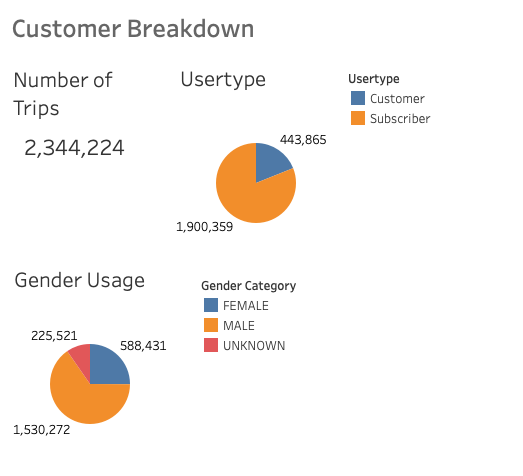 Customer Breakdown
Number of
Trips
2,344,224
Usertype
443,865
1,900,359
Usertype
Customer
Subscriber
Gender Usage
225,521
588,431
1,530,272
Gender Category
FEMALE
MALE
UNKNOWN